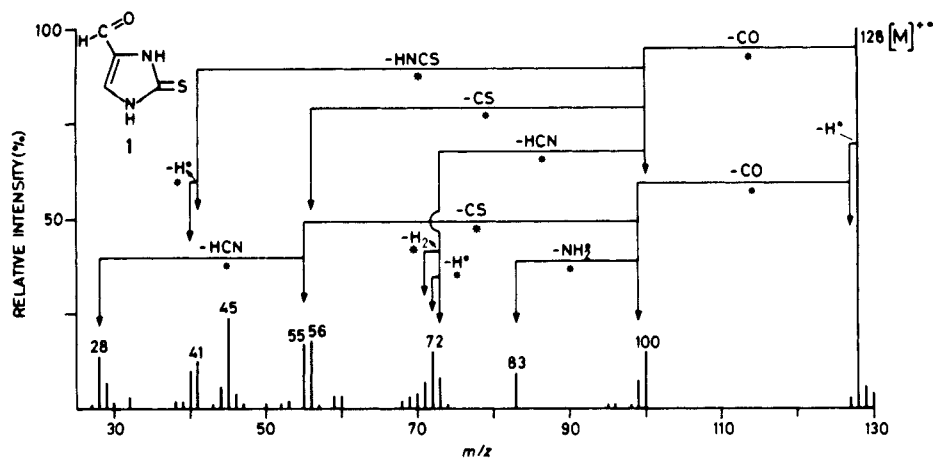 H C O
NH
S
N
H
1
-CO
128 [M]+•
-HNCS
-CS
-H•
-HCN
-H•
-CO
-CS
-HCN
-H2
-H•
-NH2•
100
50
RELATIVE INTENSITY (%)
28
41
45
55 56
72
83
100
30 50 70 90 110 130
m/z